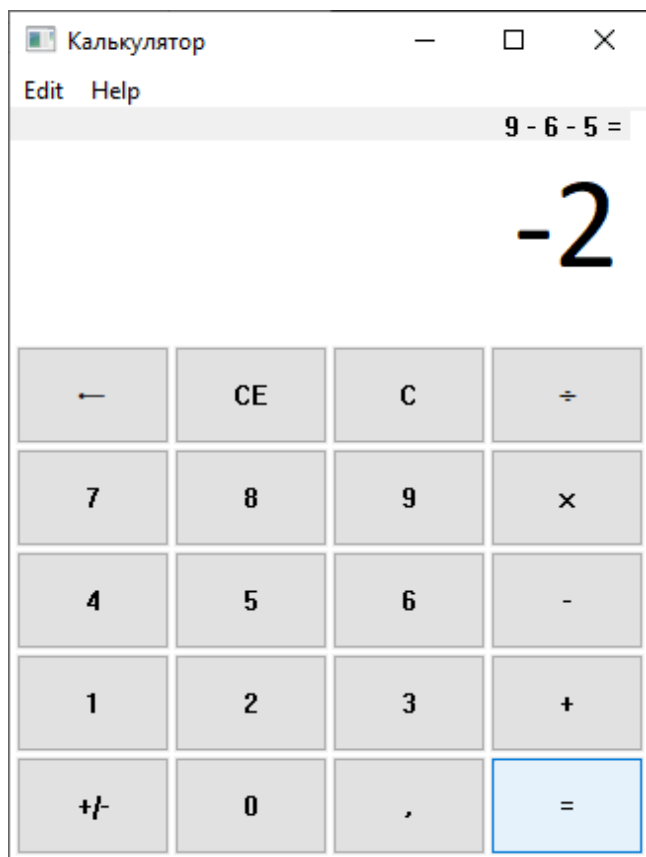 Калькулятор
Edit Help
9 - 6 - 5 =
-2
← CE C ÷
7 8 9 ×
4 5 6 -
1 2 3 +
+/- 0 , =